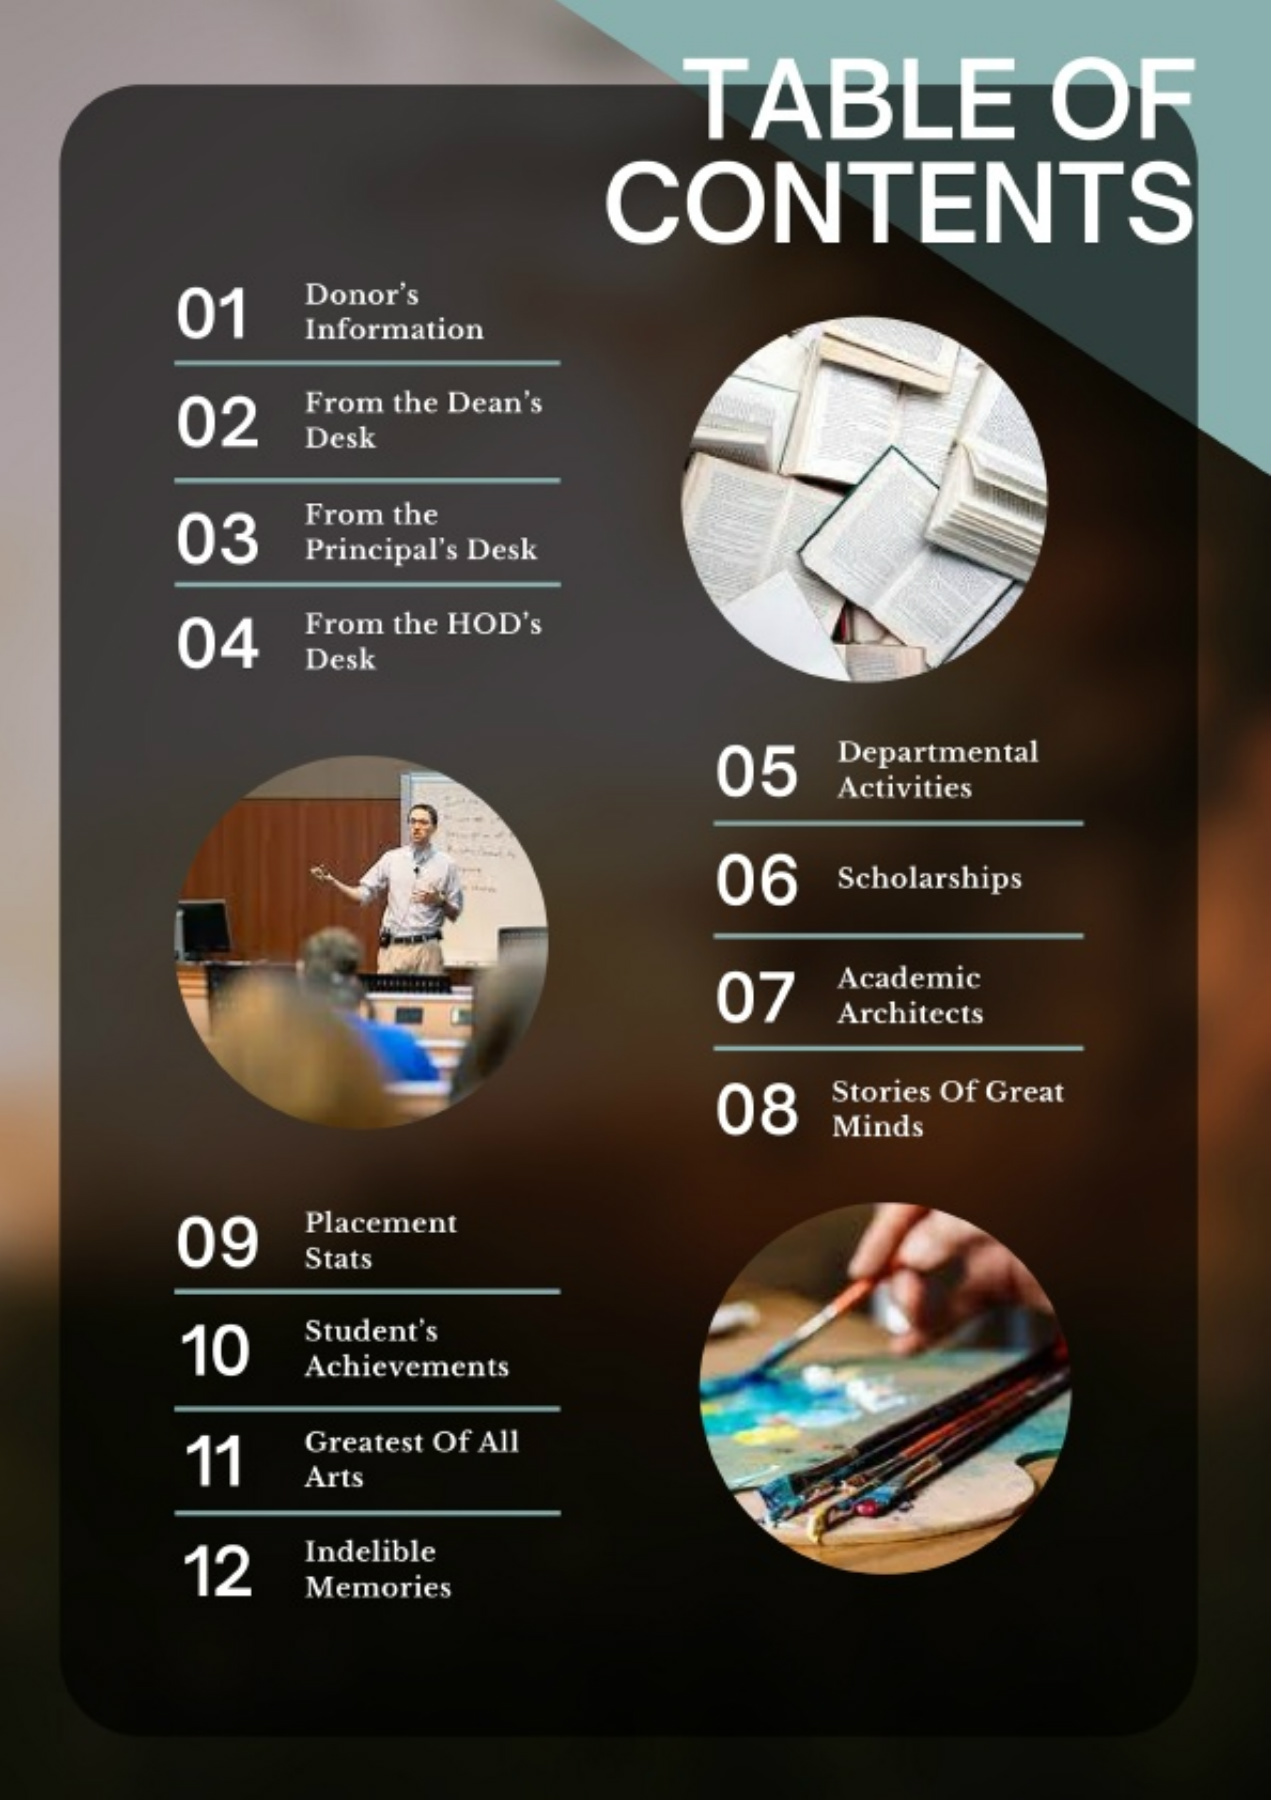 TABLE OF
CONTENTS
01
Donor’s
Information
02
From the Dean’s
Desk
03
From the
Principal’s Desk
04
From the HOD’s
Desk
05
Departmental
Activities
06
Scholarships
07
Academic
Architects
08
Stories Of Great
Minds
09
Placement
Stats
10
Student’s
Achievements
11
Greatest Of All
Arts
12
Indelible
Memories